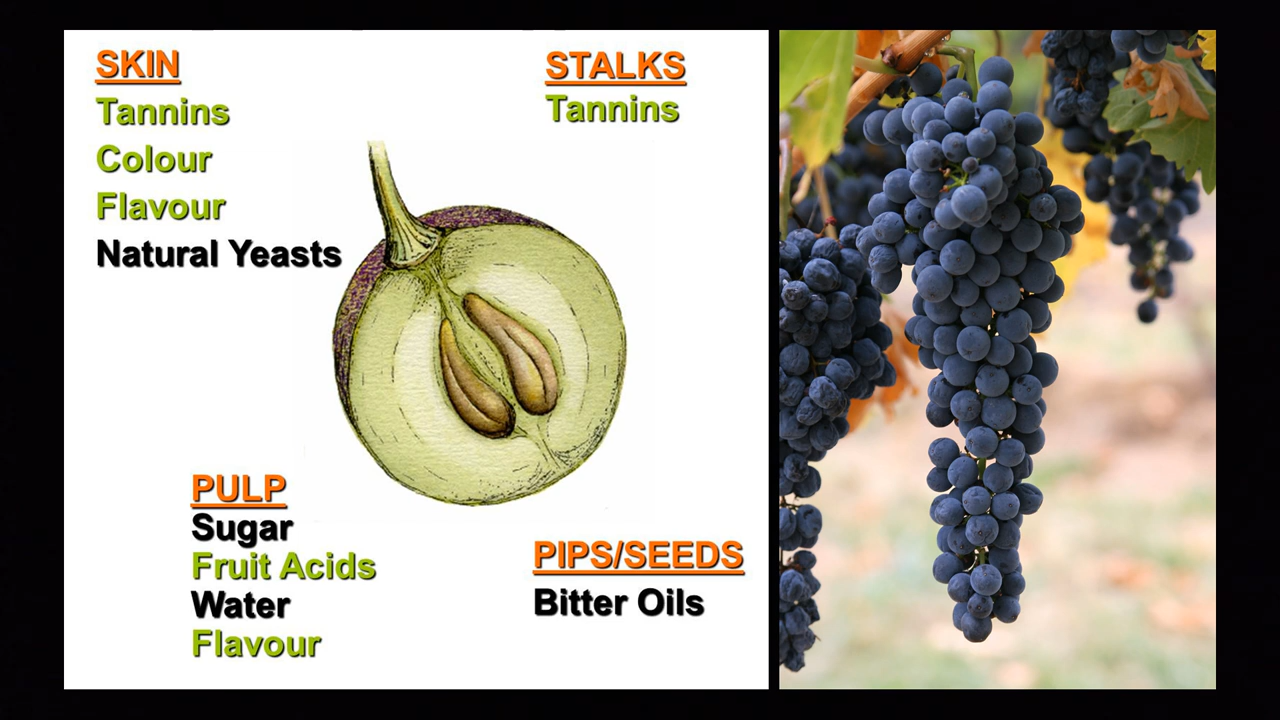 SKIN
Tannins
Colour
Flavour
Natural Yeasts
STALKS
Tannins
PULP
Sugar
Fruit Acids
Water
Flavour
PIPS/SEEDS
Bitter Oils